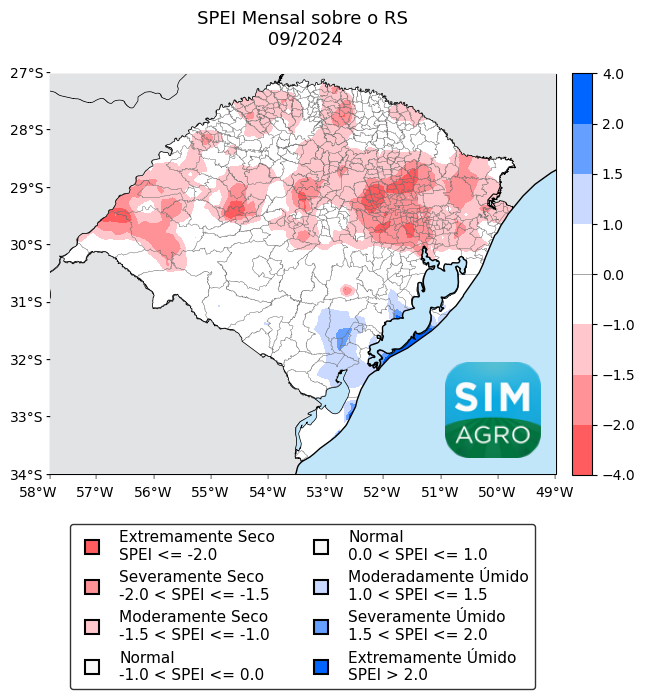 SPEI Mensal sobre o RS
09/2024
27°S
28°S
29°S
30°S
31°S
32°S
33°S
34°S
58°W 57°W 56°W 55°W 54°W 53°W 52°W 51°W 50°W 49°W
4.0
2.0
1.5
1.0
0.0
−1.0
−1.5
−2.0
−4.0
SIM
AGRO
Extremamente Seco
SPEI <= -2.0
Severamente Seco
-2.0 < SPEI <= -1.5
Moderamente Seco
-1.5 < SPEI <= -1.0
Normal
-1.0 < SPEI <= 0.0
Normal
0.0 < SPEI <= 1.0
Moderadamente Úmido
1.0 < SPEI <= 1.5
Severamente Úmido
1.5 < SPEI <= 2.0
Extremamente Úmido
SPEI > 2.0